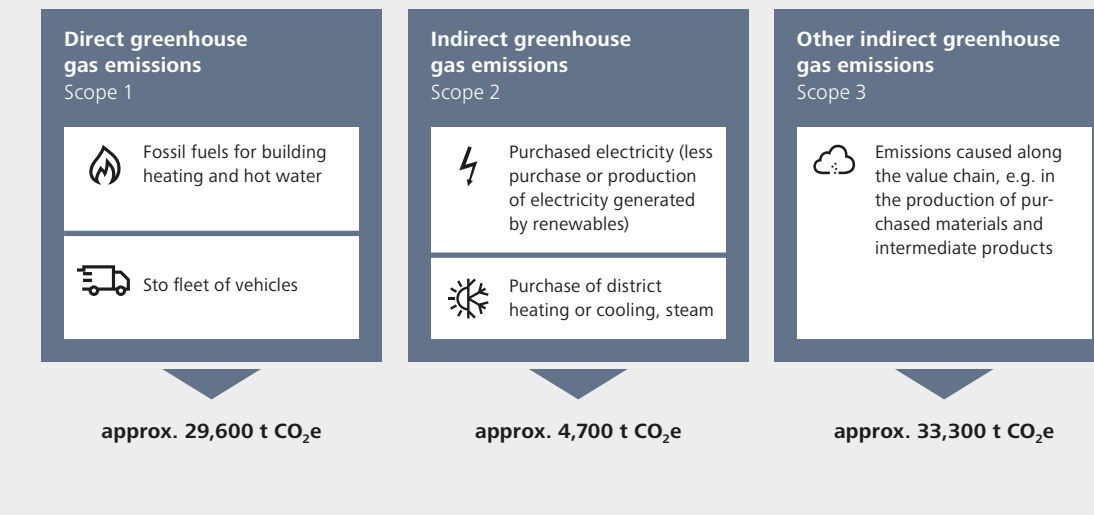 Direct greenhouse
gas emissions
Scope 1
Fossil fuels for building
heating and hot water
Sto fleet of vehicles
approx. 29,600 t CO₂e
Indirect greenhouse
gas emissions
Scope 2
Purchased electricity (less
purchase or production
of electricity generated
by renewables)
Purchase of district
heating or cooling, steam
approx. 4,700 t CO₂e
Other indirect greenhouse
gas emissions
Scope 3
Emissions caused along
the value chain, e.g. in
the production of pur-
chased materials and
intermediate products
approx. 33,300 t CO₂e